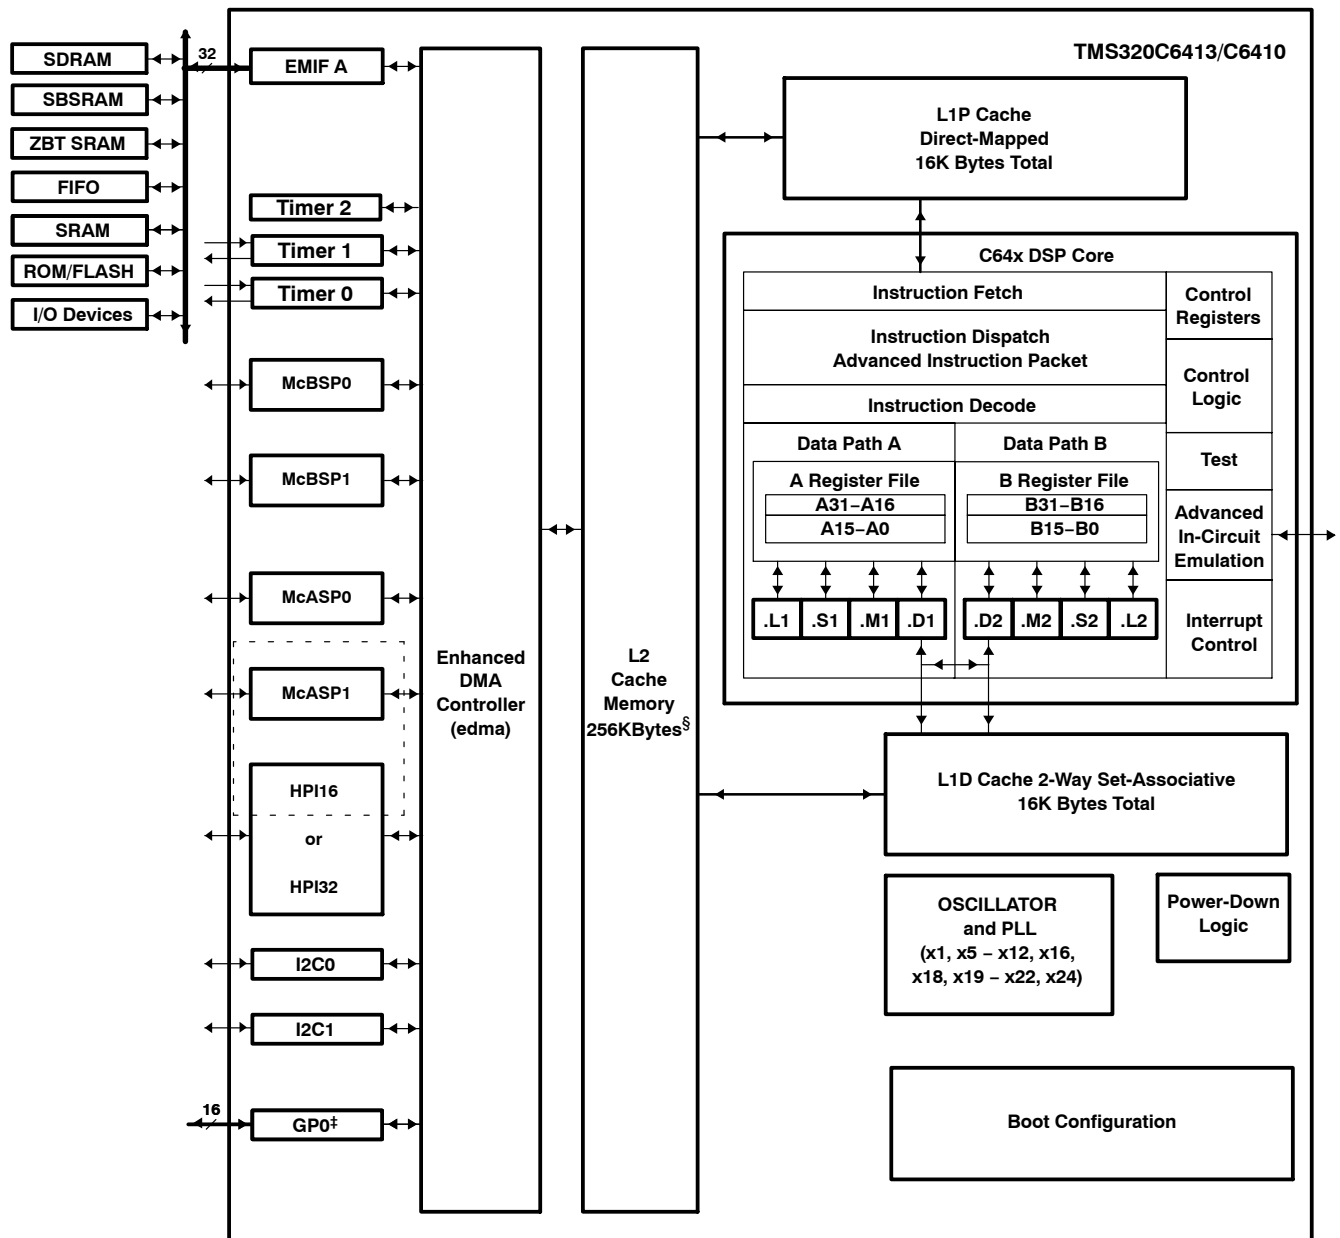 TMS320C6413/C6410
SDRAM
SBSRAM
ZBT SRAM
FIFO
SRAM
ROM/FLASH
I/O Devices
32
EMIF A
Timer 2
Timer 1
Timer 0
McBSP0
McBSP1
McASP0
McASP1
HPI16
or
HPI32
I2C0
I2C1
16
GP0‡
Enhanced
DMA
Controller
(edma)
L2
Cache
Memory
256KBytes§
L1P Cache
Direct-Mapped
16K Bytes Total
C64x DSP Core
Instruction Fetch
Instruction Dispatch
Advanced Instruction Packet
Instruction Decode
Data Path A
Data Path B
A Register File
A31–A16
A15–A0
B Register File
B31–B16
B15–B0
.L1
.S1
.M1
.D1
.D2
.M2
.S2
.L2
Control
Registers
Control
Logic
Test
Advanced
In-Circuit
Emulation
Interrupt
Control
L1D Cache 2-Way Set-Associative
16K Bytes Total
OSCILLATOR
and PLL
(x1, x5 – x12, x16,
x18, x19 – x22, x24)
Power-Down
Logic
Boot Configuration